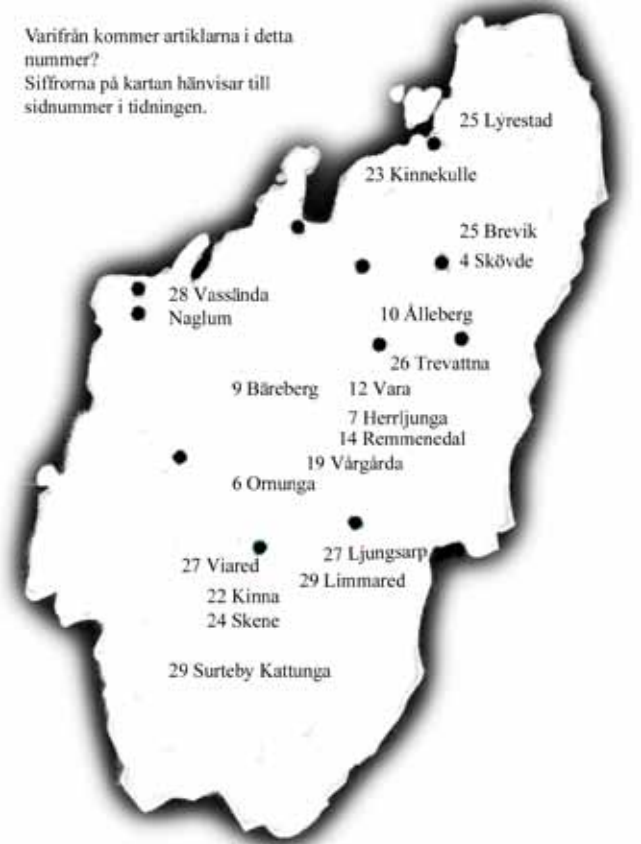 Varifrån kommer artiklarna i detta
nummer?
Siffrorna på kartan hänvisar till
sidnummer i tidningen.
25 Lyrestad
23 Kinnekulle
25 Brevik
4 Skövde
28 Vassända
Naglum
10 Ålleberg
26 Trevattna
9 Bäreberg
12 Vara
7 Herrljunga
14 Remmenedal
19 Vårgårda
6 Ornunga
27 Ljungsarp
27 Viared
29 Limmared
22 Kinna
24 Skene
29 Surteby Kattunga